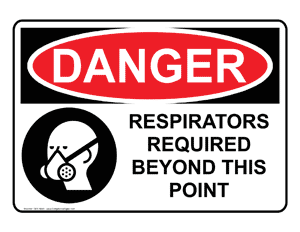 DANGER
RESPIRATORS
REQUIRED
BEYOND THIS
POINT